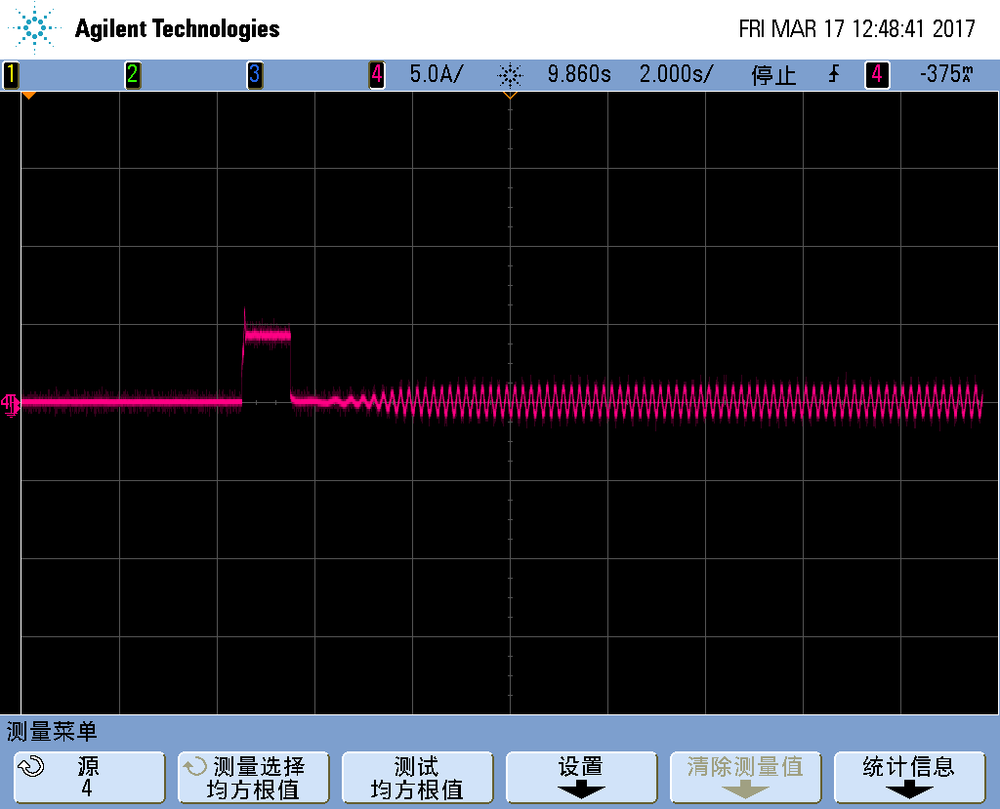 Agilent Technologies
FRI MAR 17 12:48:41 2017
1 2 3 4 5.0A/ 9.860s 2.000s/ 停止 4 -375mA
测量菜单
源
4
测量选择
均方根值
测试
均方根值
设置
清除测量值
统计信息